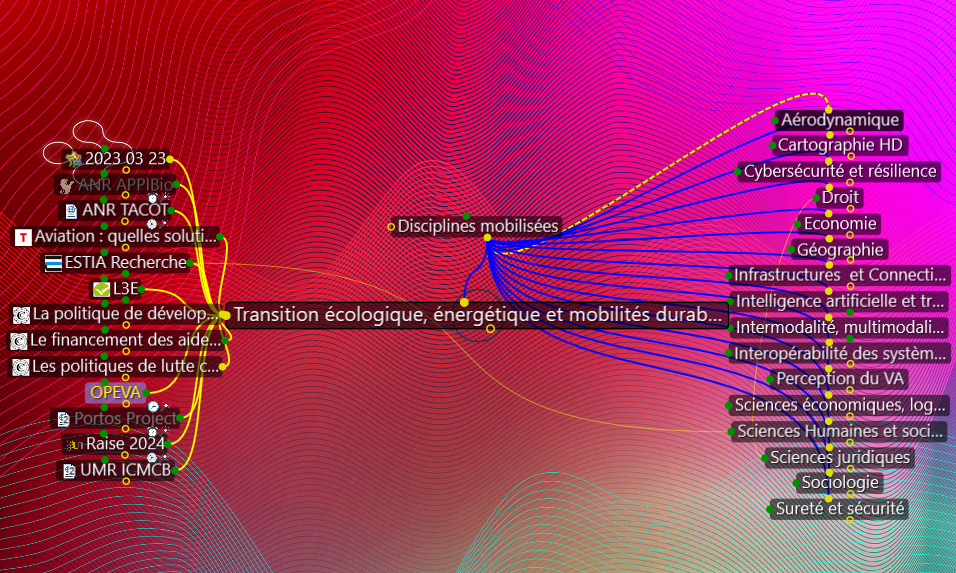 2023 03 23
ANR APPIBio
ANR TACOT
Aviation : quelles soluti...
ESTIA Recherche
L3E
La politique de dévelop...
Le financement des aide...
Les politiques de lutte c...
OPEVA
Portos Project
Raise 2024
UMR ICMCB
Disciplines mobilisées
Transition écologique, énergétique et mobilités durab...
Aérodynamique
Cartographie HD
Cybersécurité et résilience
Droit
Economie
Géographie
Infrastructures et Connecti...
Intelligence artificielle et tr...
Intermodalité, multimodali...
Interopérabilité des systèm...
Perception du VA
Sciences économiques, log...
Sciences Humaines et soci...
Sciences juridiques
Sociologie
Sureté et sécurité